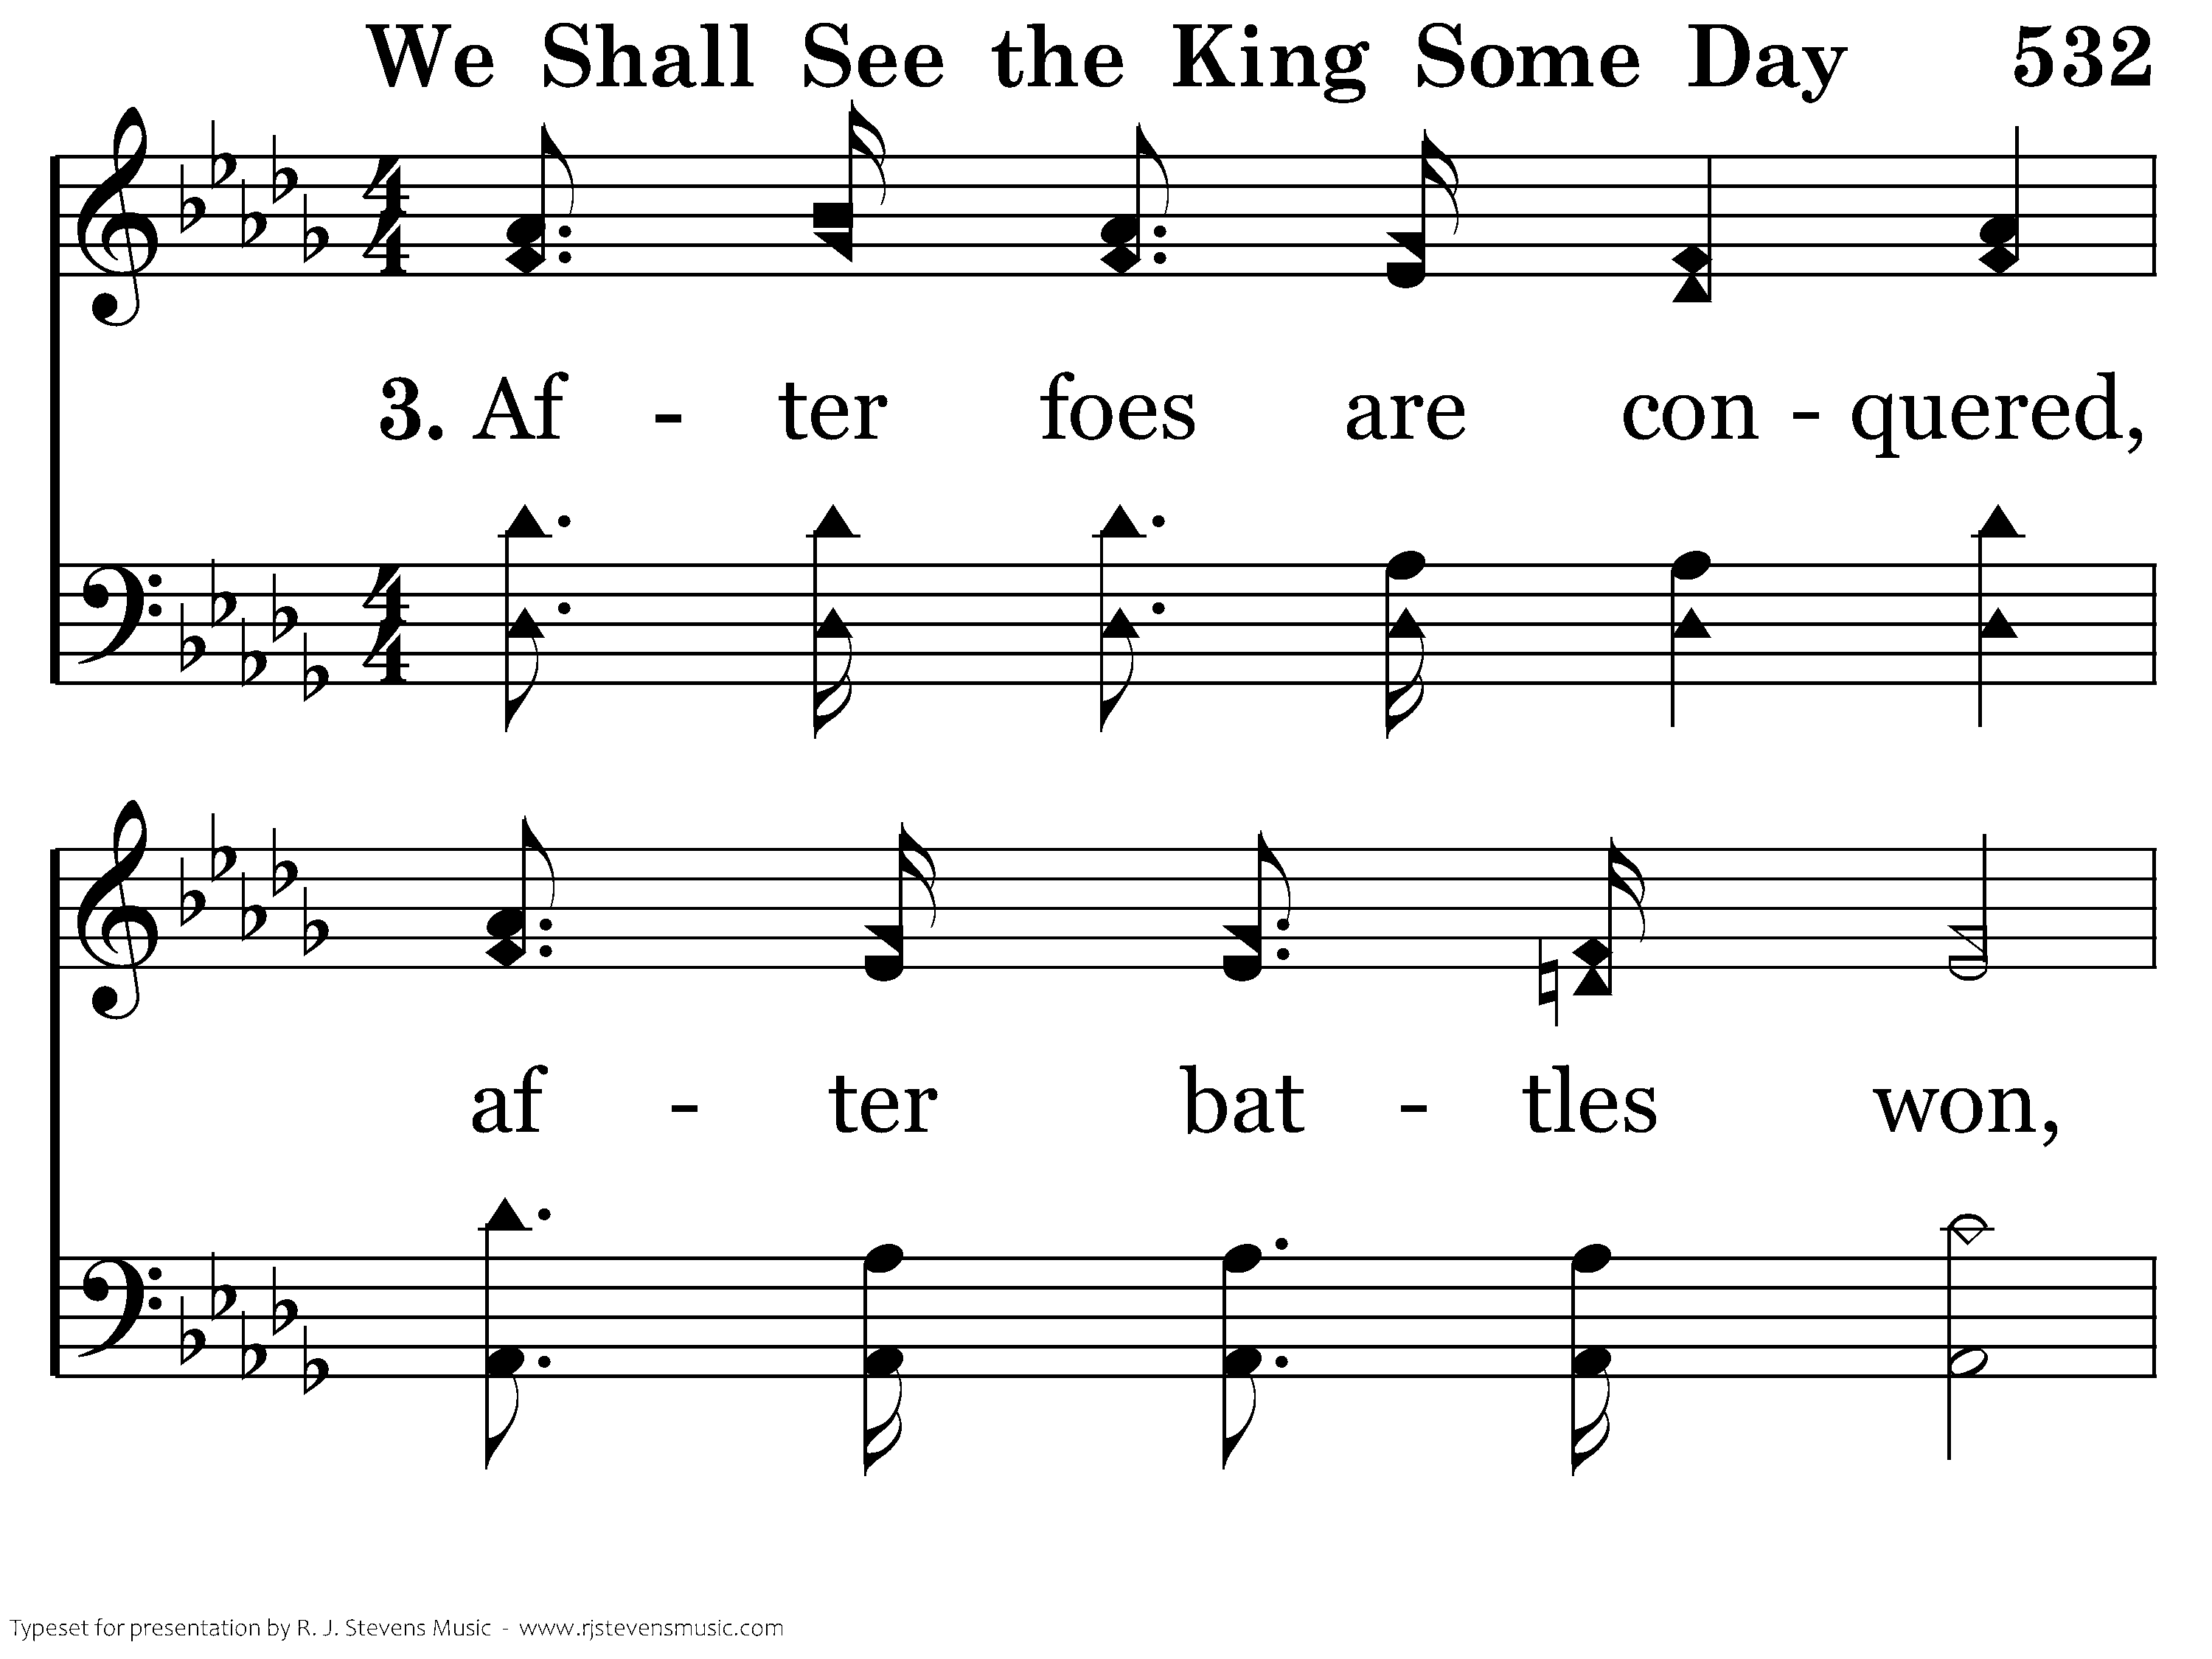 We Shall See the King Some Day 532
3. Af - ter foes are con - quered,
af - ter bat - tles won,
Typeset for presentation by R. J. Stevens Music - www.rjstevensmusic.com